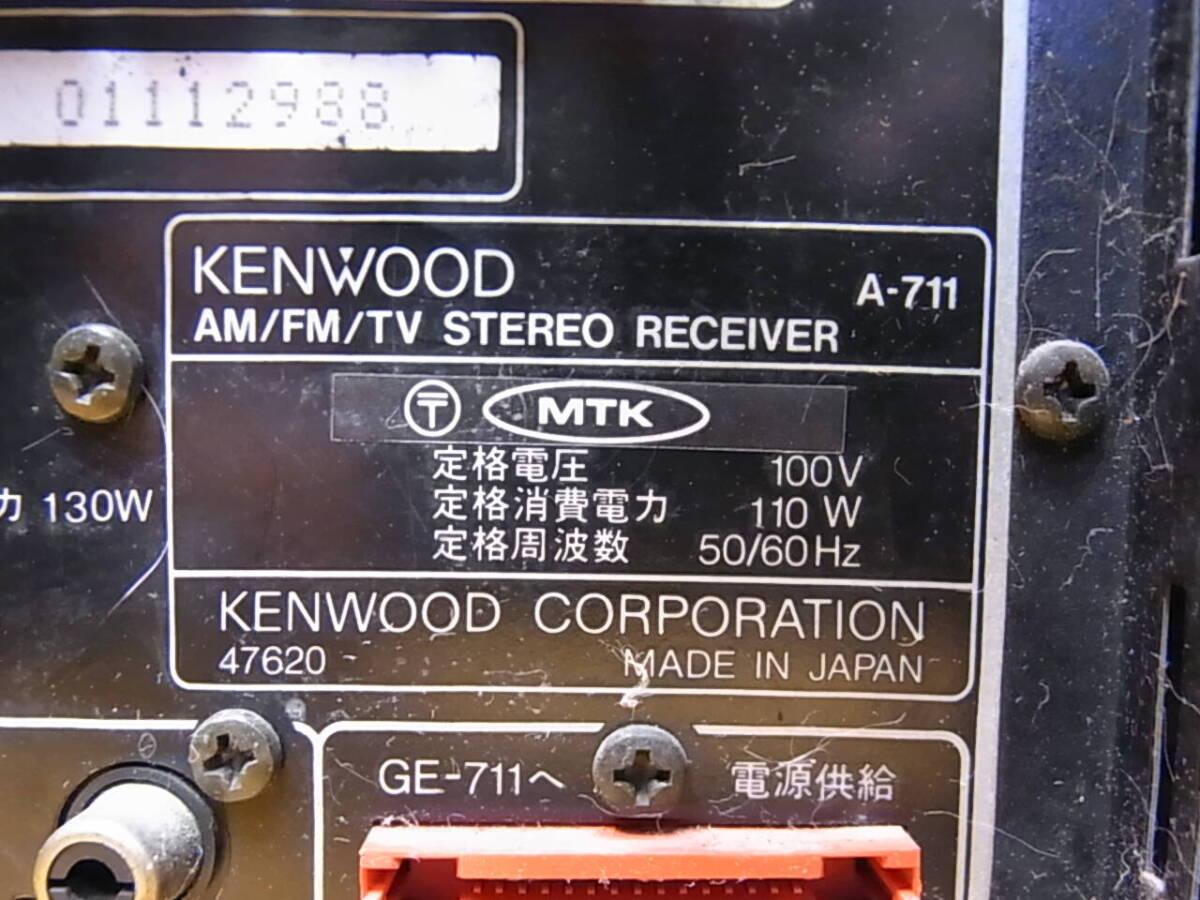 01112988
KENWOOD A-711
AM/FM/TV STEREO RECEIVER
〒 MTK
定格電圧 100V
定格消費電力 110 W
定格周波数 50/60Hz
力 130W
KENWOOD CORPORATION
47620 MADE IN JAPAN
GE-711へ 電源供給